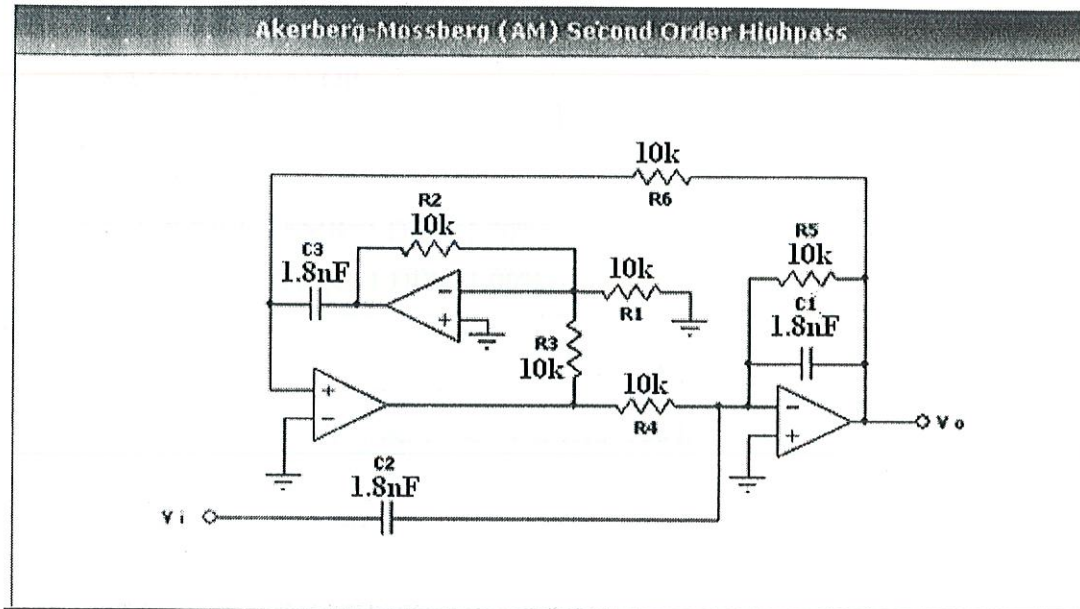 Akerberg-Mossberg (AM) Second Order Highpass
10k
R6
R2
10k
C3
1.8nF
R5
10k
10k
R1
C1
1.8nF
R3
10k
10k
R4
Vo
C2
1.8nF
Vi